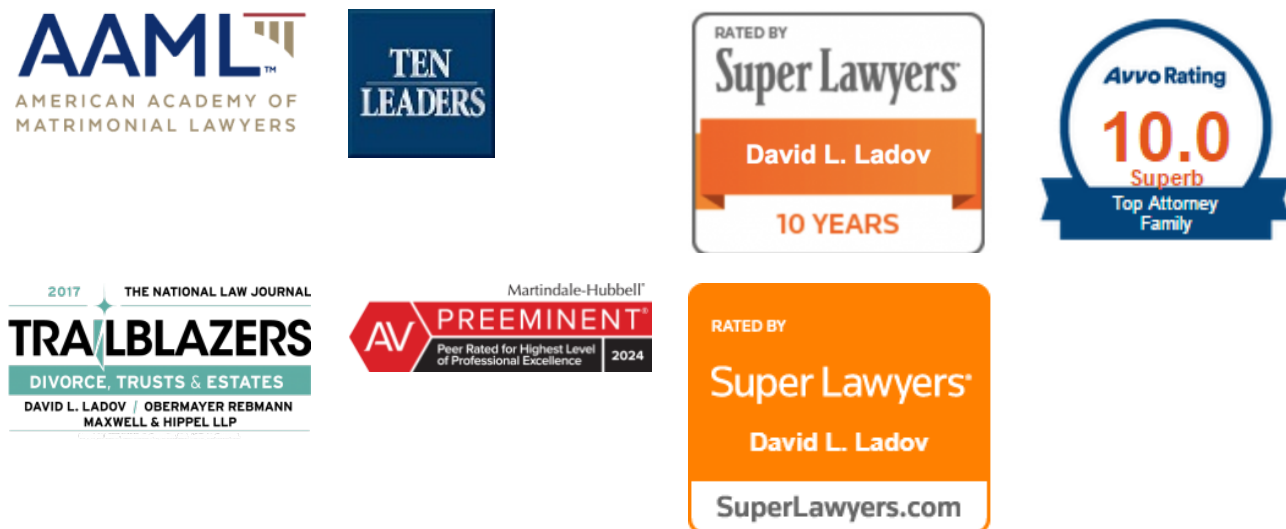 AAML™
AMERICAN ACADEMY OF
MATRIMONIAL LAWYERS
TEN
LEADERS
RATED BY
Super Lawyers
David L. Ladov
10 YEARS
Avvo Rating
10.0
Superb
Top Attorney
Family
2017 THE NATIONAL LAW JOURNAL
TRAILBLAZERS
DIVORCE, TRUSTS & ESTATES
DAVID L. LADOV / OBERMAYER REBMANN
MAXWELL & HIPPEL LLP
Martindale-Hubbell®
AV PREEMINENT®
Peer Rated for Highest Level
of Professional Excellence
2024
RATED BY
Super Lawyers®
David L. Ladov
SuperLawyers.com